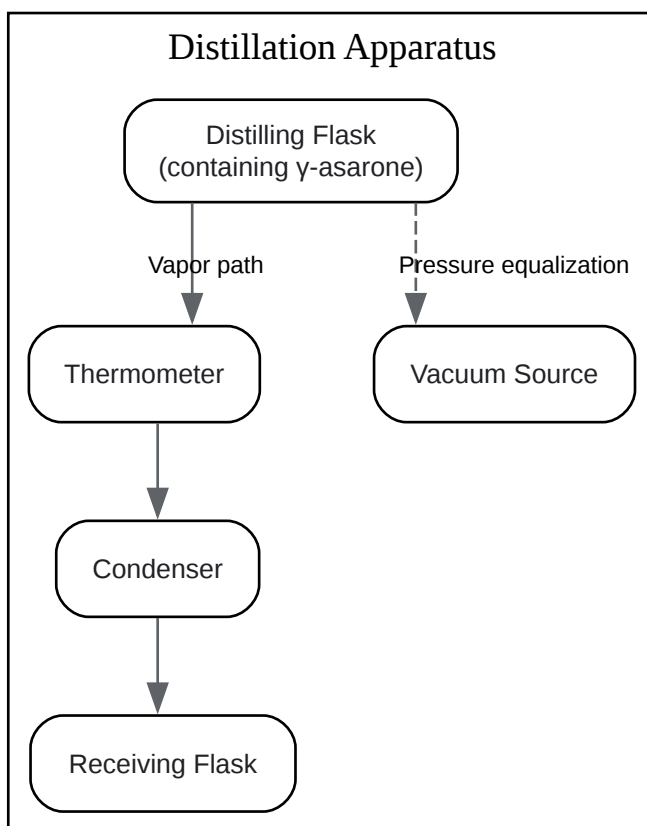 Distillation Apparatus
Distilling Flask
(containing γ-asarone)
Vapor path
Pressure equalization
Thermometer
Vacuum Source
Condenser
Receiving Flask